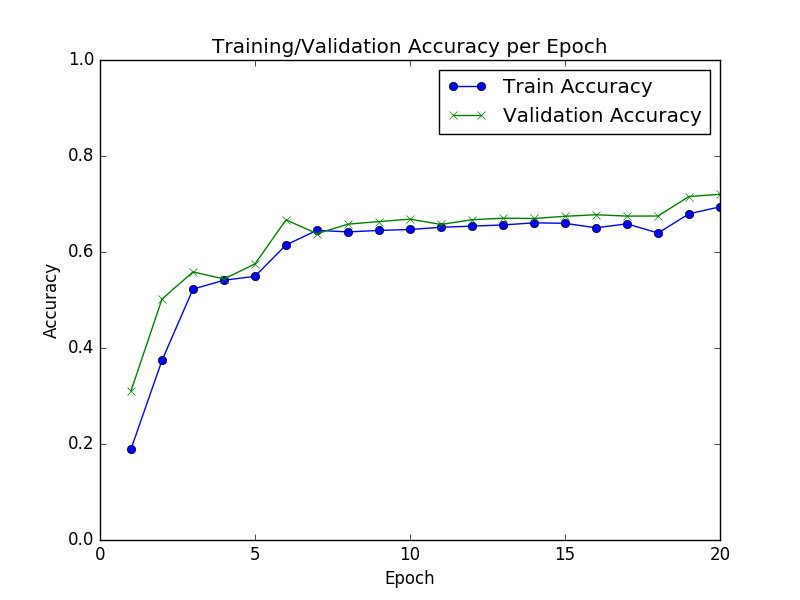 Training/Validation Accuracy per Epoch
Train Accuracy
Validation Accuracy
1.0
0.8
0.6
0.4
0.2
0.0
Accuracy
0 5 10 15 20
Epoch